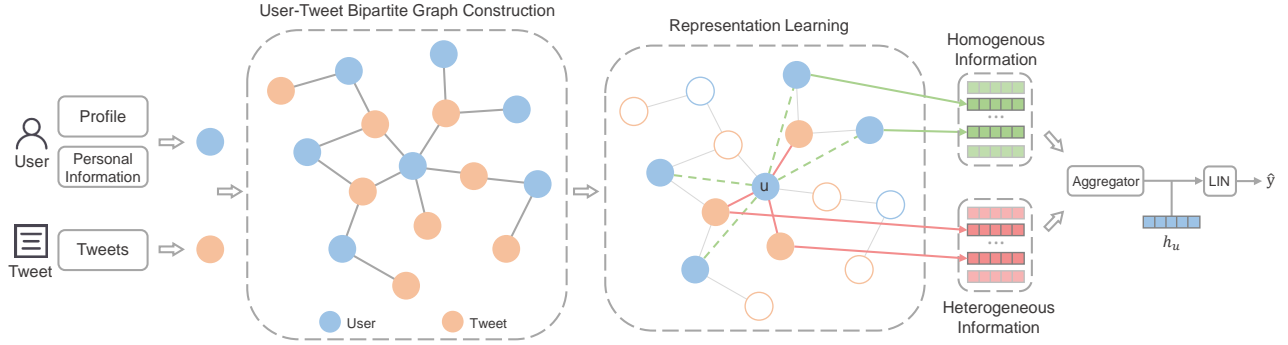 User-Tweet Bipartite Graph Construction
Representation Learning
Homogenous
Information
Profile
User
Personal
Information
Tweets
Tweet
User
Tweet
u
...
...
Aggregator
LIN
ŷ
h_u
Heterogeneous
Information